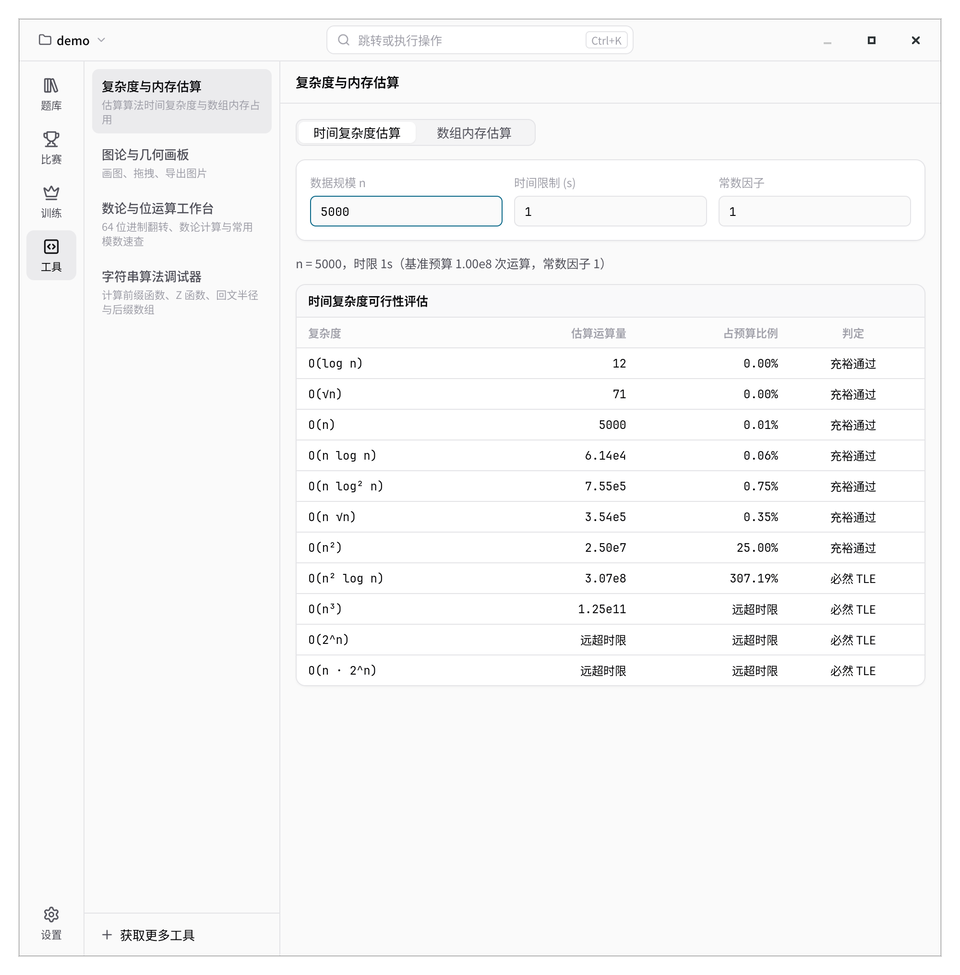 demo
跳转或执行操作 Ctrl+K
题库
比赛
训练
工具
设置
复杂度与内存估算
估算算法时间复杂度与数组内存占
用
图论与几何画板
画图、拖拽、导出图片
数论与位运算工作台
64 位进制翻转、数论计算与常用
模数速查
字符串算法调试器
计算前缀函数、Z 函数、回文半径
与后缀数组
获取更多工具
复杂度与内存估算
时间复杂度估算 数组内存估算
数据规模 n 时间限制 (s) 常数因子
5000 1 1
n = 5000，时限 1s（基准预算 1.00e8 次运算，常数因子 1）
时间复杂度可行性评估
复杂度 估算运算量 占预算比例 判定
O(log n) 12 0.00% 充裕通过
O(√n) 71 0.00% 充裕通过
O(n) 5000 0.01% 充裕通过
O(n log n) 6.14e4 0.06% 充裕通过
O(n log² n) 7.55e5 0.75% 充裕通过
O(n √n) 3.54e5 0.35% 充裕通过
O(n²) 2.50e7 25.00% 充裕通过
O(n² log n) 3.07e8 307.19% 必然 TLE
O(n³) 1.25e11 远超时限 必然 TLE
O(2^n) 远超时限 远超时限 必然 TLE
O(n · 2^n) 远超时限 远超时限 必然 TLE